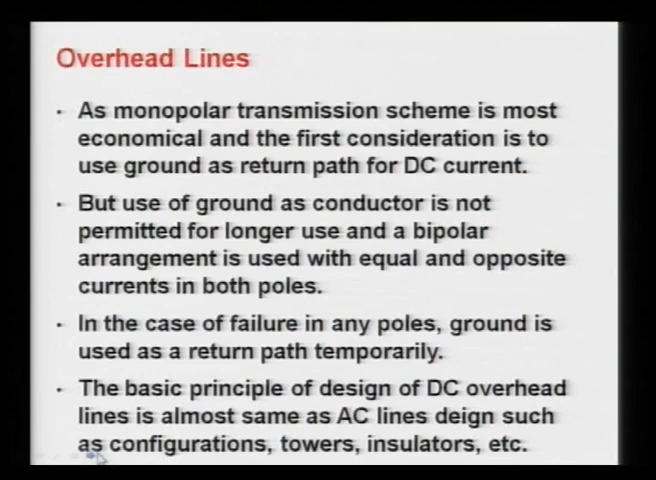 Overhead Lines
· As monopolar transmission scheme is most
economical and the first consideration is to
use ground as return path for DC current.
· But use of ground as conductor is not
permitted for longer use and a bipolar
arrangement is used with equal and opposite
currents in both poles.
· In the case of failure in any poles, ground is
used as a return path temporarily.
· The basic principle of design of DC overhead
lines is almost same as AC lines deign such
as configurations, towers, insulators, etc.